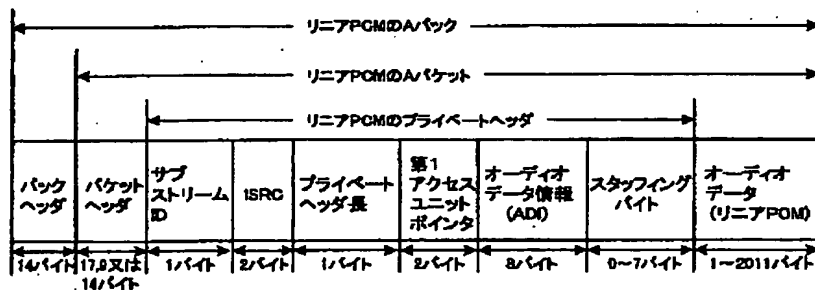 リニアPCMのAパック
リニアPCMのAパケット
リニアPCMのプライベートヘッダ
パック
ヘッダ
パケット
ヘッダ
サブ
ストリーム
ID
ISRC
プライベート
ヘッダ長
第1
アクセス
ユニット
ポインタ
オーディオ
データ情報
(ADI)
スタッフィング
バイト
オーディオ
データ
(リニアPCM)
14バイト
17,9又は
14バイト
1バイト
2バイト
1バイト
2バイト
8バイト
0〜7バイト
1〜2011バイト